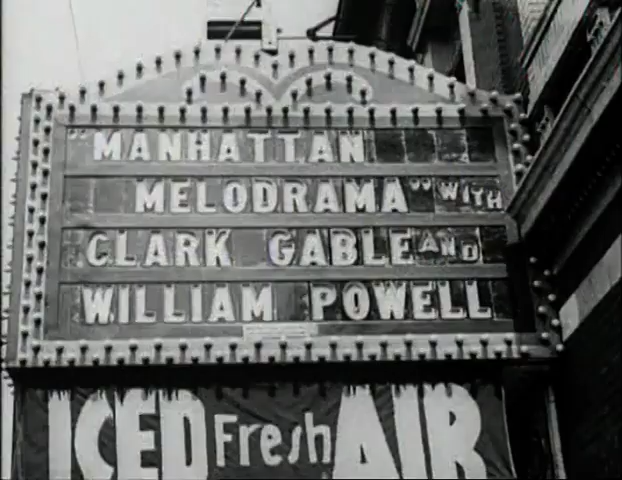 "MANHATTAN
MELODRAMA" WITH
CLARK GABLE AND
WILLIAM POWELL
ICED Fresh AIR